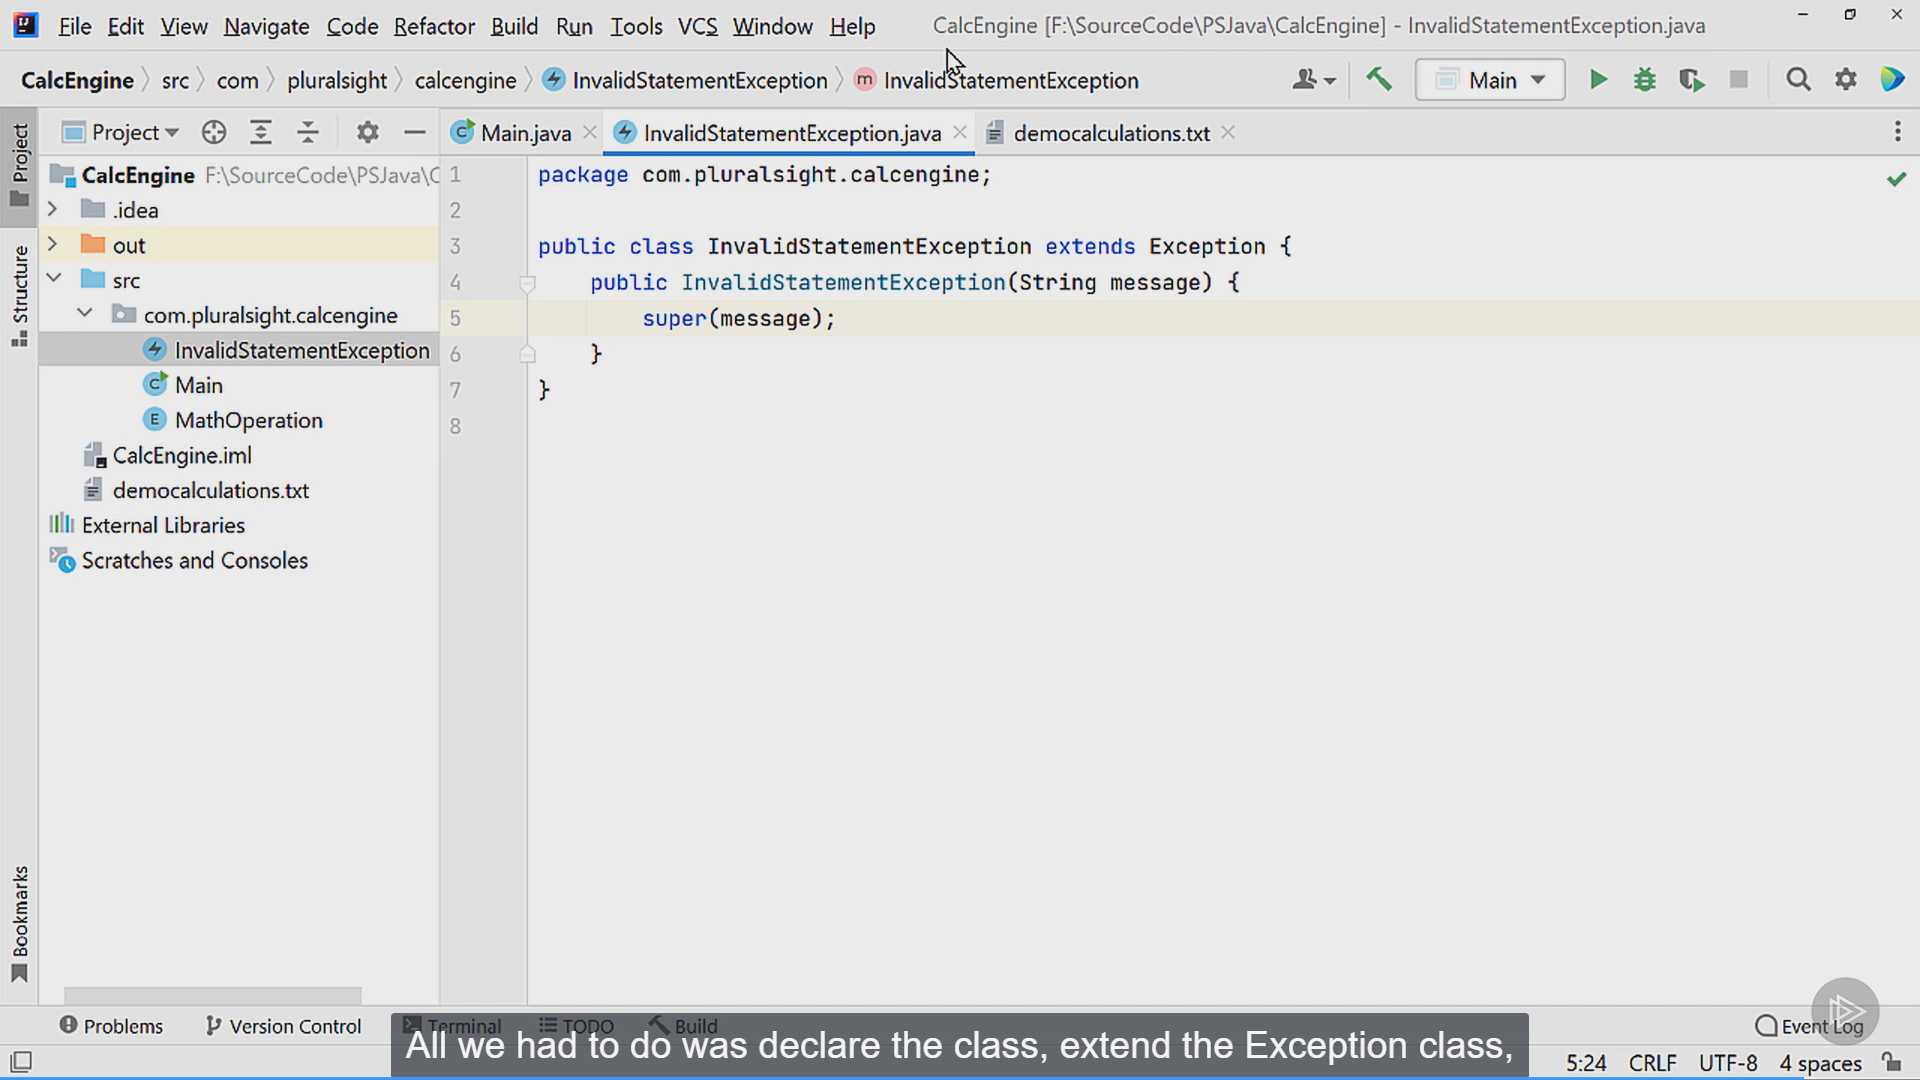 File Edit View Navigate Code Refactor Build Run Tools VCS Window Help CalcEngine [F:\SourceCode\PSJava\CalcEngine] - InvalidStatementException.java
CalcEngine src com pluralsight calcengine InvalidStatementException m InvalidStatementException Main
Project Main.java InvalidStatementException.java democalculations.txt
Project
Structure
Bookmarks
CalcEngine F:\SourceCode\PSJava\C
.idea
out
src
com.pluralsight.calcengine
InvalidStatementException
C Main
E MathOperation
CalcEngine.iml
democalculations.txt
External Libraries
Scratches and Consoles
1 package com.pluralsight.calcengine;
2
3 public class InvalidStatementException extends Exception {
4 public InvalidStatementException(String message) {
5 super(message);
6 }
7 }
8
Problems Version Control Terminal TODO Build Event Log
All we had to do was declare the class, extend the Exception class,
5:24 CRLF UTF-8 4 spaces